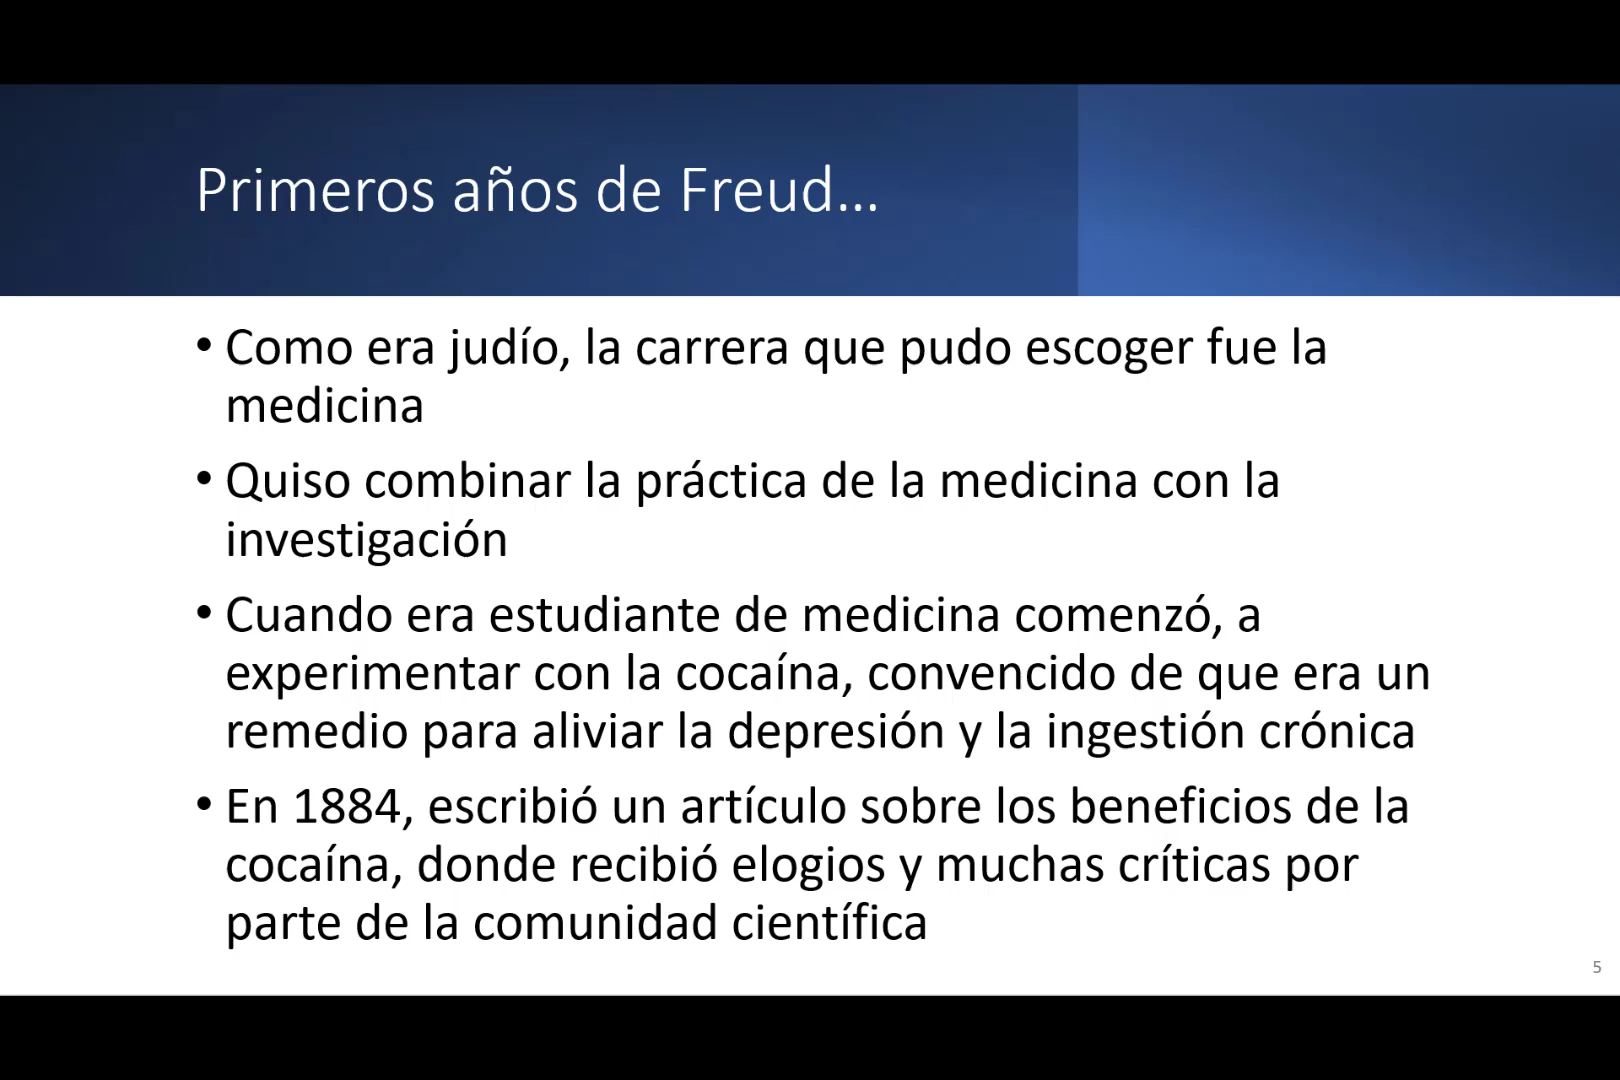 Primeros años de Freud...
• Como era judío, la carrera que pudo escoger fue la
medicina
• Quiso combinar la práctica de la medicina con la
investigación
• Cuando era estudiante de medicina comenzó, a
experimentar con la cocaína, convencido de que era un
remedio para aliviar la depresión y la ingestión crónica
• En 1884, escribió un artículo sobre los beneficios de la
cocaína, donde recibió elogios y muchas críticas por
parte de la comunidad científica
5